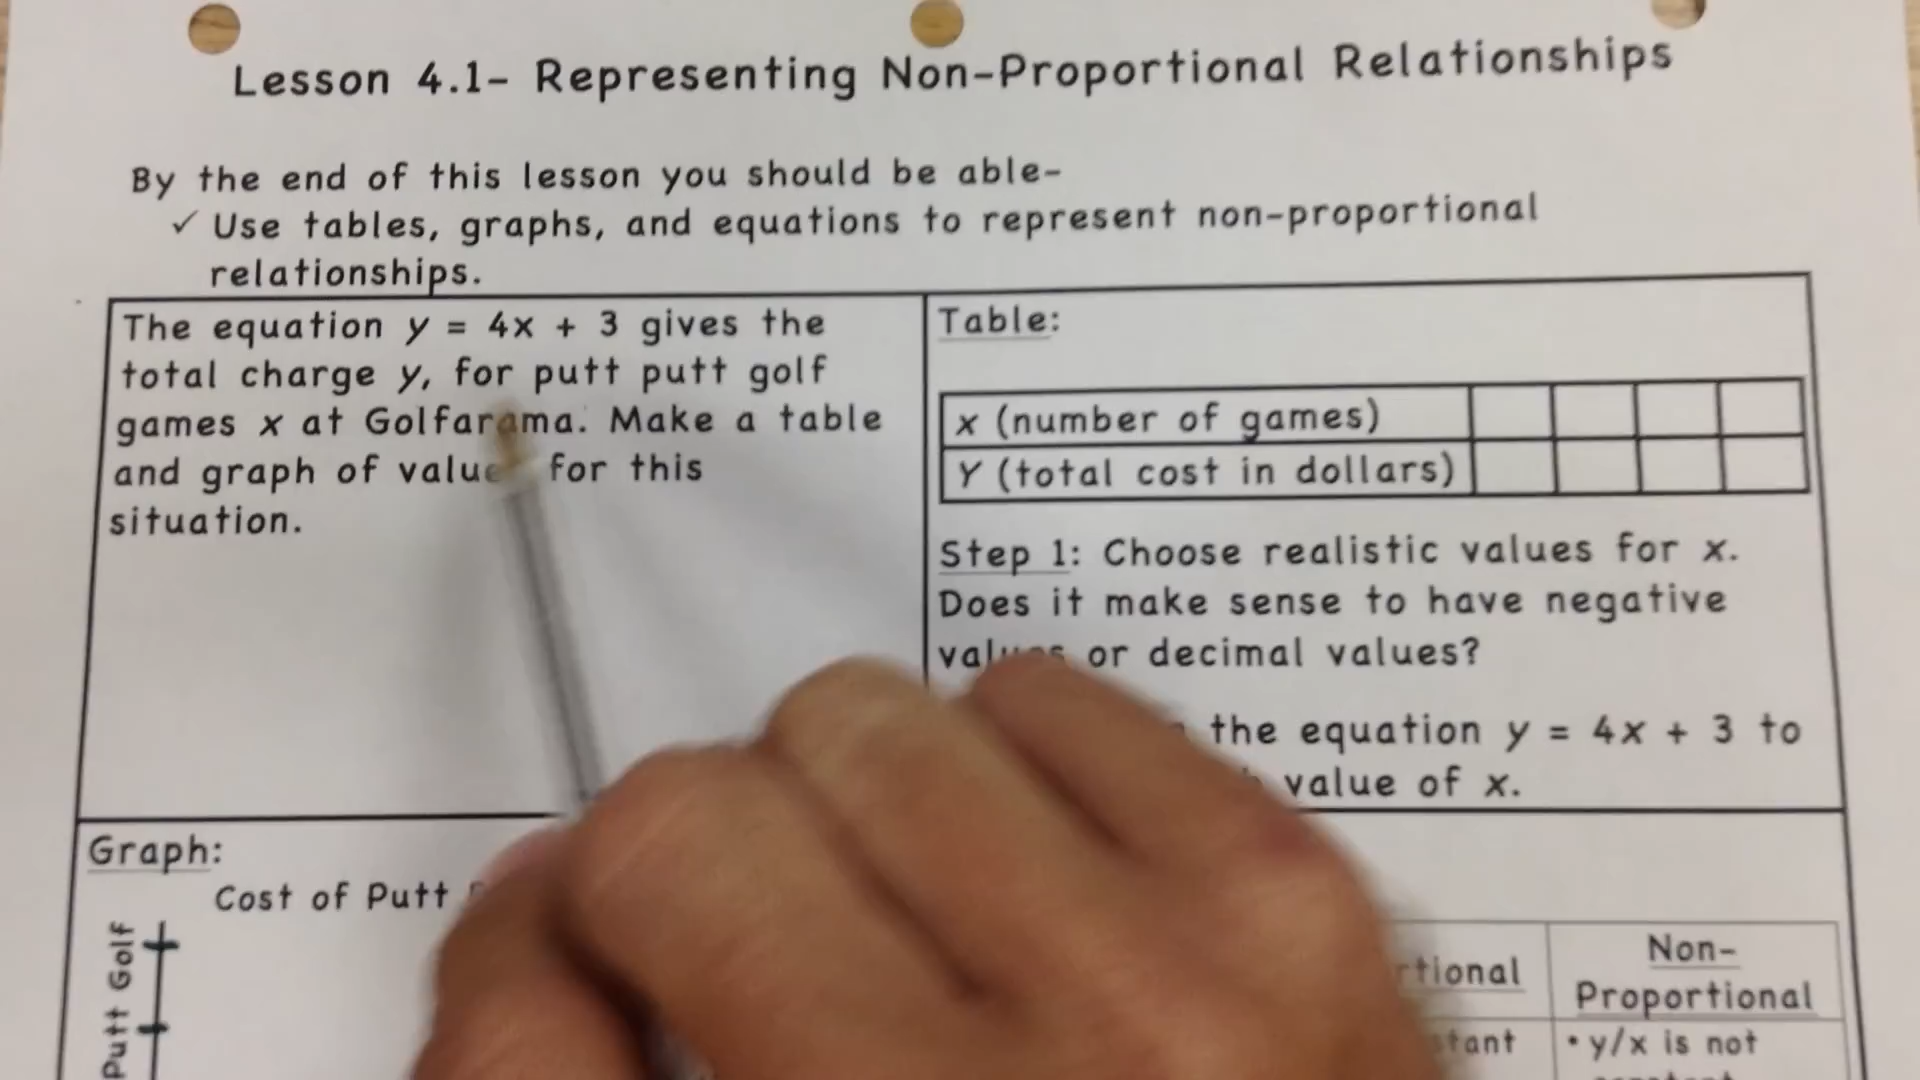 Lesson 4.1- Representing Non-Proportional Relationships
By the end of this lesson you should be able-
✓ Use tables, graphs, and equations to represent non-proportional
relationships.
The equation y = 4x + 3 gives the
total charge y, for putt putt golf
games x at Golfarama. Make a table
and graph of value for this
situation.
Table:
x (number of games)
Y (total cost in dollars)
Step 1: Choose realistic values for x.
Does it make sense to have negative
values or decimal values?
the equation y = 4x + 3 to
value of x.
Graph:
Cost of Putt
Putt Golf
Non-
Proportional
• y/x is not